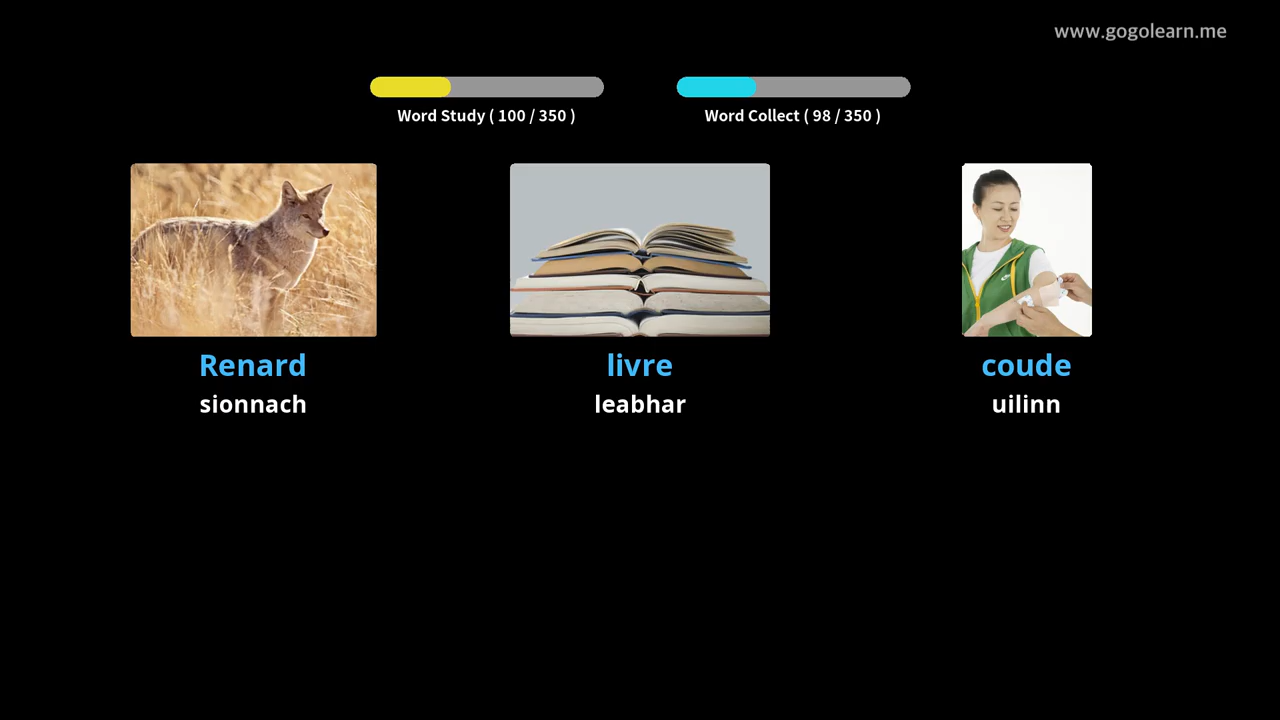 www.gogolearn.me
Word Study ( 100 / 350 )
Word Collect ( 98 / 350 )
Renard
sionnach
livre
leabhar
coude
uilinn